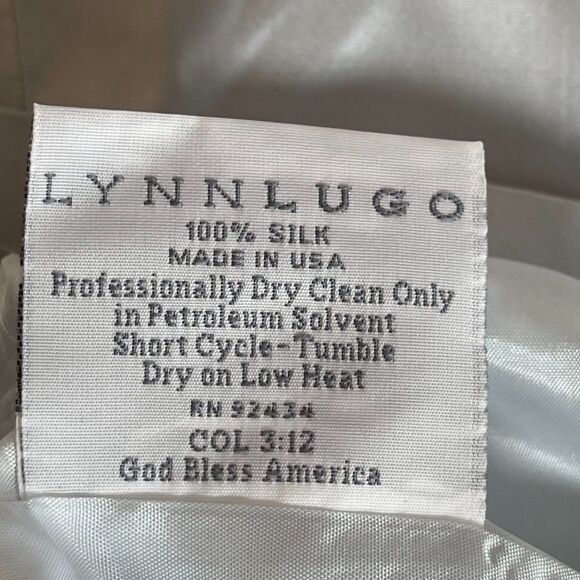 LYNNLUGO
100% SILK
MADE IN USA
Professionally Dry Clean Only
in Petroleum Solvent
Short Cycle-Tumble
Dry on Low Heat
RN 92434
COL 3:12
God Bless America